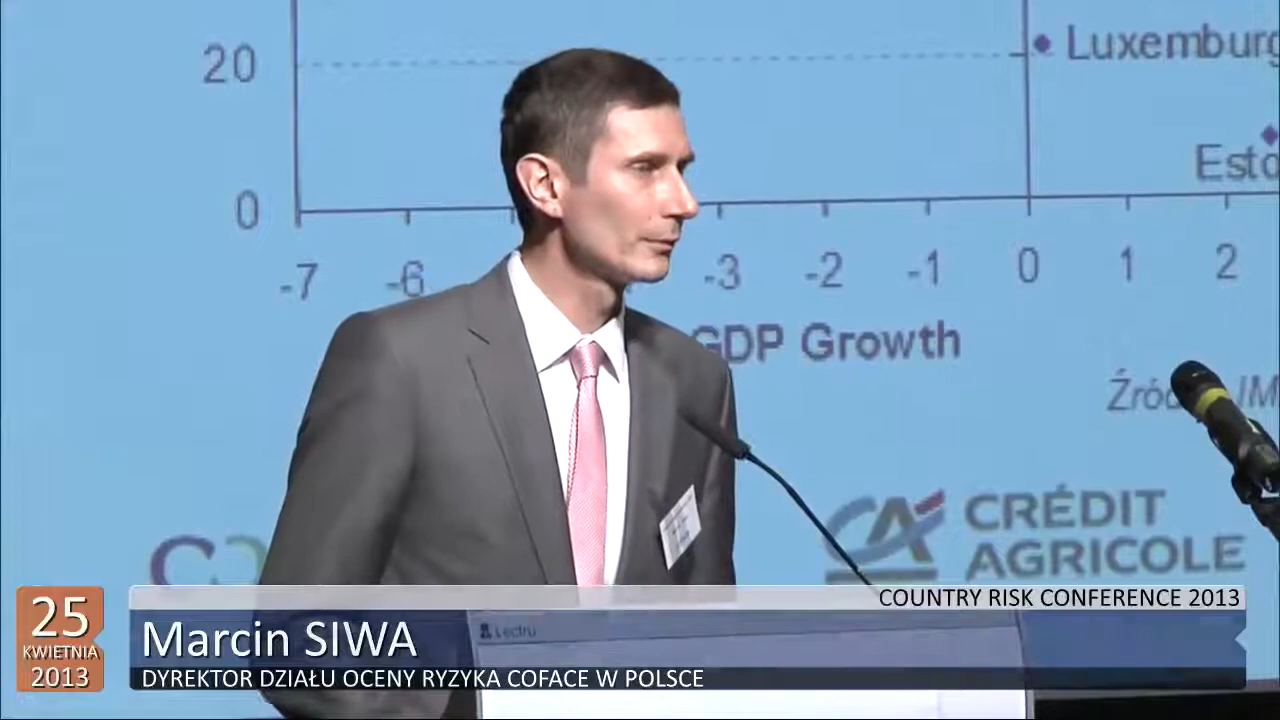 20
Luxemburg
0
-7
-6
-3
-2
-1
0
1
2
GDP Growth
CRÉDIT
AGRICOLE
COUNTRY RISK CONFERENCE 2013
25
KWIETNIA
2013
Marcin SIWA
DYREKTOR DZIAŁU OCENY RYZYKA COFACE W POLSCE